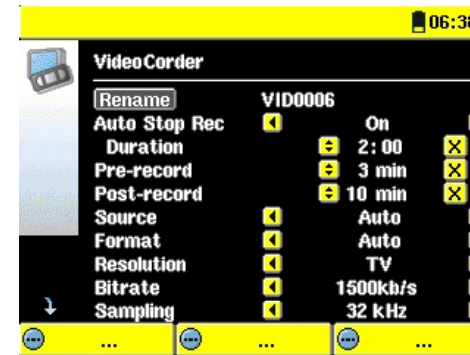 06:38
VideoCorder
Rename VID0006
Auto Stop Rec On
Duration 2:00 X
Pre-record 3 min X
Post-record 10 min X
Source Auto
Format Auto
Resolution TV
Bitrate 1500kb/s
Sampling 32 kHz
... ... ...